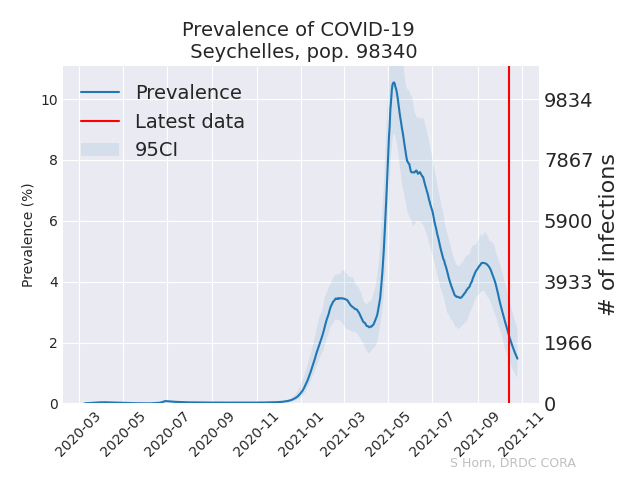 Prevalence of COVID-19
Seychelles, pop. 98340
Prevalence
Latest data
95CI
Prevalence (%)
10
8
6
4
2
0
9834
7867
5900
3933
1966
0
# of infections
2020-03
2020-05
2020-07
2020-09
2020-11
2021-01
2021-03
2021-05
2021-07
2021-09
2021-11
S Horn, DRDC CORA